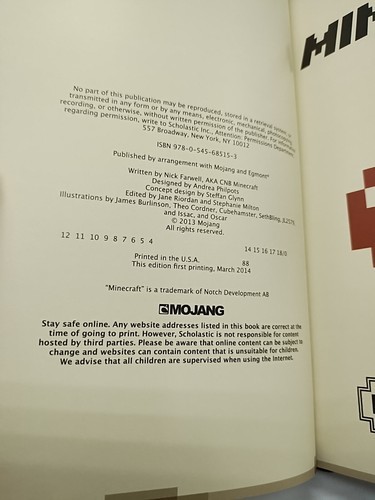 No part of this publication may be reproduced, stored in a retrieval system, or
transmitted in any form or by any means, electronic, mechanical, photocopying,
recording, or otherwise, without written permission of the publisher. For information
regarding permission, write to Scholastic Inc., Attention: Permissions Department,
557 Broadway, New York, NY 10012
ISBN 978-0-545-68515-3
Published by arrangement with Mojang and Egmont
Written by Nick Farwell, AKA CNB Minecraft
Designed by Andrea Philpots
Concept design by Steffan Glynn
Edited by Jane Riordan and Stephanie Milton
Illustrations by James Burlinson, Theo Cordner, Cubehamster, SethBling, JL2579,
and Issac, and Oscar
© 2013 Mojang
All rights reserved.
12 11 10 9 8 7 6 5 4 14 15 16 17 18/0
Printed in the U.S.A. 88
This edition first printing, March 2014
"Minecraft" is a trademark of Notch Development AB
MOJANG
Stay safe online. Any website addresses listed in this book are correct at the
time of going to print. However, Scholastic is not responsible for content
hosted by third parties. Please be aware that online content can be subject to
change and websites can contain content that is unsuitable for children.
We advise that all children are supervised when using the Internet.
MIN